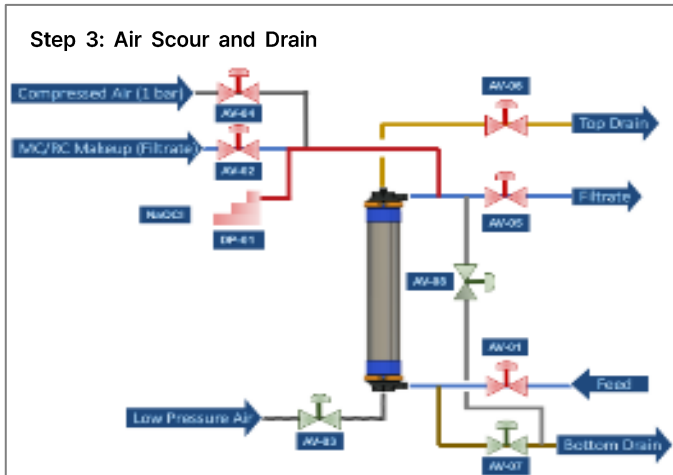 Step 3: Air Scour and Drain
AV-06
Compressed Air (1 bar)
AV-04
Top Drain
MC/RC Makeup (Filtrate)
AV-02
NaOCl
DP-01
Filtrate
AV-05
AV-08
AV-01
Feed
Low Pressure Air
AV-03
Bottom Drain
AV-07